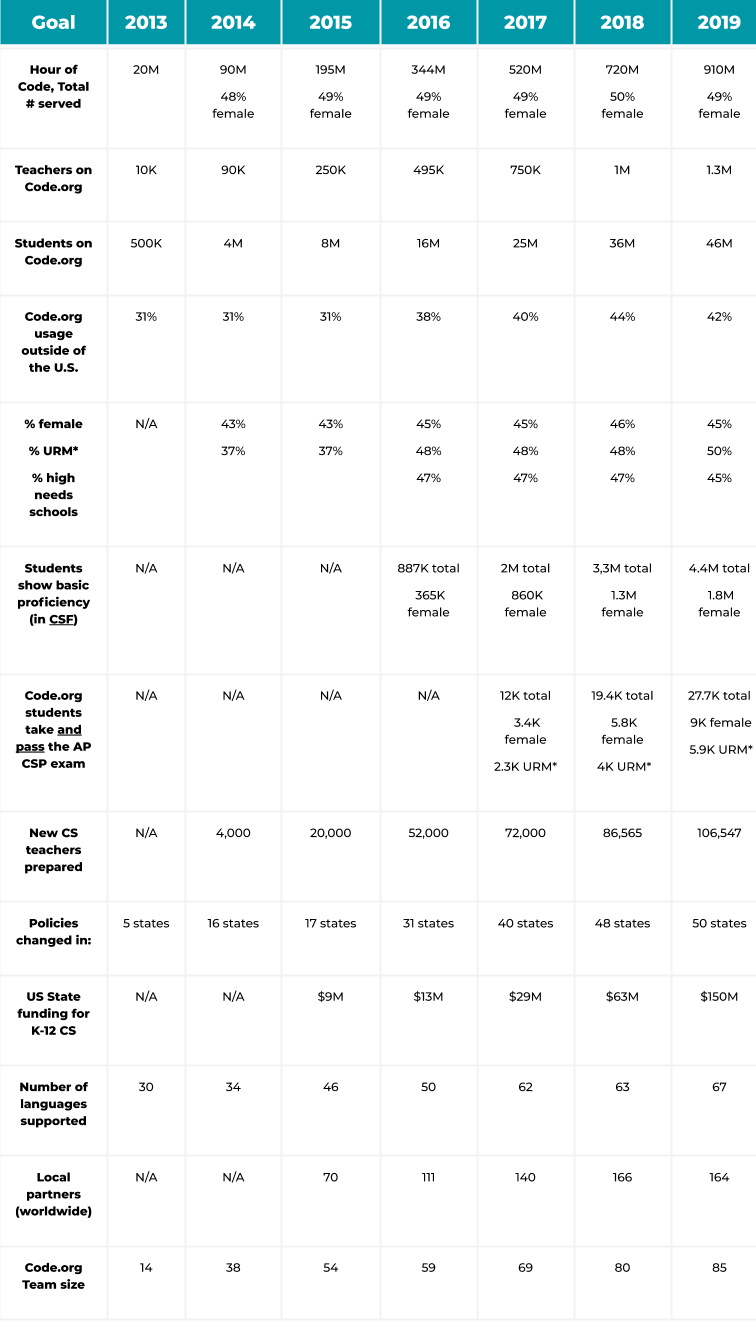 Goal 2013 2014 2015 2016 2017 2018 2019
Hour of 20M 90M 195M 344M 520M 720M 910M
Code, Total
# served 48% 49% 49% 49% 50% 49%
female female female female female female
Teachers on 10K 90K 250K 495K 750K 1M 1.3M
Code.org
Students on 500K 4M 8M 16M 25M 36M 46M
Code.org
Code.org 31% 31% 31% 38% 40% 44% 42%
usage
outside of
the U.S.
% female N/A 43% 43% 45% 45% 46% 45%
% URM* 37% 37% 48% 48% 48% 50%
% high 47% 47% 47% 45%
needs
schools
Students N/A N/A N/A 887K total 2M total 3,3M total 4.4M total
show basic
proficiency 365K 860K 1.3M 1.8M
(in CSF) female female female female
Code.org N/A N/A N/A N/A 12K total 19.4K total 27.7K total
students
take and 3.4K 5.8K 9K female
pass the AP female female 5.9K URM*
CSP exam 2.3K URM* 4K URM*
New CS N/A 4,000 20,000 52,000 72,000 86,565 106,547
teachers
prepared
Policies 5 states 16 states 17 states 31 states 40 states 48 states 50 states
changed in:
US State N/A N/A $9M $13M $29M $63M $150M
funding for
K-12 CS
Number of 30 34 46 50 62 63 67
languages
supported
Local N/A N/A 70 111 140 166 164
partners
(worldwide)
Code.org 14 38 54 59 69 80 85
Team size